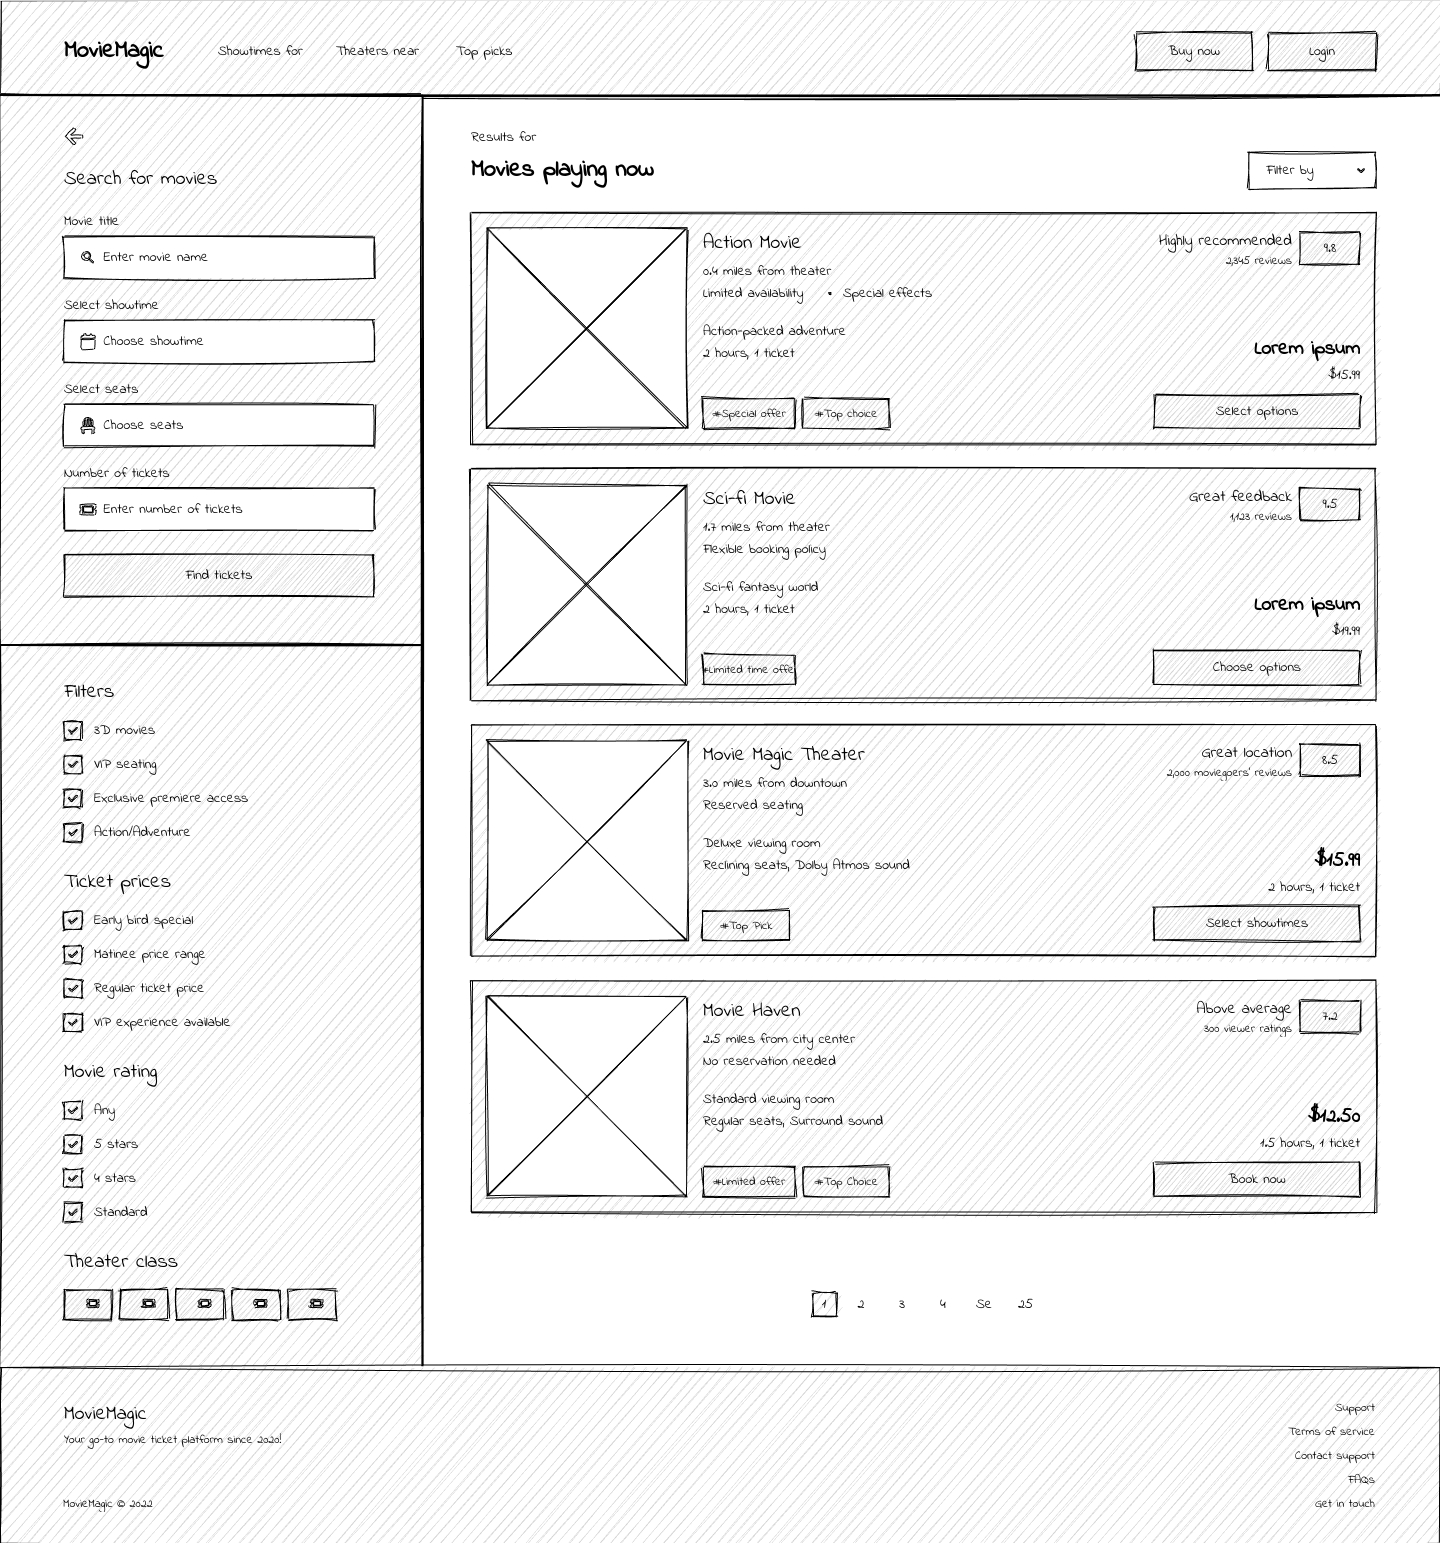 MovieMagic
Showtimes for
Theaters near
Top picks
Buy now
Login
Search for movies
Movie title
Enter movie name
Select showtime
Choose showtime
Select seats
Choose seats
Number of tickets
Enter number of tickets
Find tickets
Filters
3D movies
VIP seating
Exclusive premiere access
Action/Adventure
Ticket prices
Early bird special
Matinee price range
Regular ticket price
VIP experience available
Movie rating
Any
5 stars
4 stars
Standard
Theater class
Results for
Movies playing now
Filter by
Action Movie
0.4 miles from theater
Limited availability • Special effects
Action-packed adventure
2 hours, 1 ticket
#Special offer
#Top choice
Highly recommended
2,345 reviews
9.8
Lorem ipsum
$15.99
Select options
Sci-fi Movie
1.7 miles from theater
Flexible booking policy
Sci-fi fantasy world
2 hours, 1 ticket
#Limited time offe
Great feedback
1,123 reviews
9.5
Lorem ipsum
$19.99
Choose options
Movie Magic Theater
3.0 miles from downtown
Reserved seating
Deluxe viewing room
Reclining seats, Dolby Atmos sound
#Top Pick
Great location
2,000 moviegoers' reviews
8.5
$15.99
2 hours, 1 ticket
Select showtimes
Movie Haven
2.5 miles from city center
No reservation needed
Standard viewing room
Regular seats, Surround sound
#Limited offer
#Top Choice
Above average
300 viewer ratings
7.2
$12.50
1.5 hours, 1 ticket
Book now
1 2 3 4 Se 25
MovieMagic
Your go-to movie ticket platform since 2020!
MovieMagic © 2022
Support
Terms of service
Contact support
FAQs
Get in touch